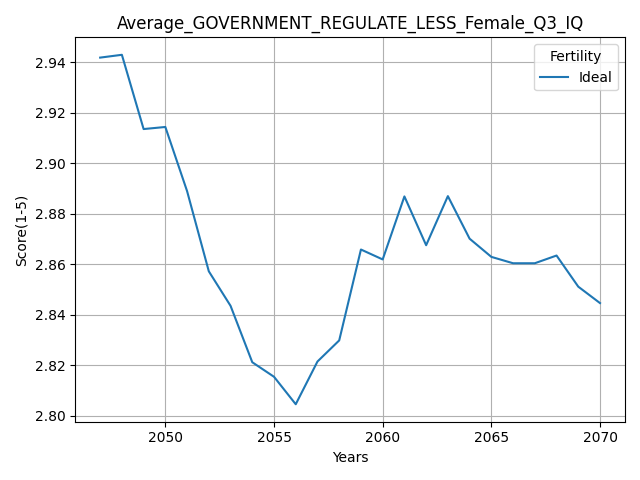 Average_GOVERNMENT_REGULATE_LESS_Female_Q3_IQ
Fertility
Ideal
Score(1-5)
2.94
2.92
2.90
2.88
2.86
2.84
2.82
2.80
2050 2055 2060 2065 2070
Years